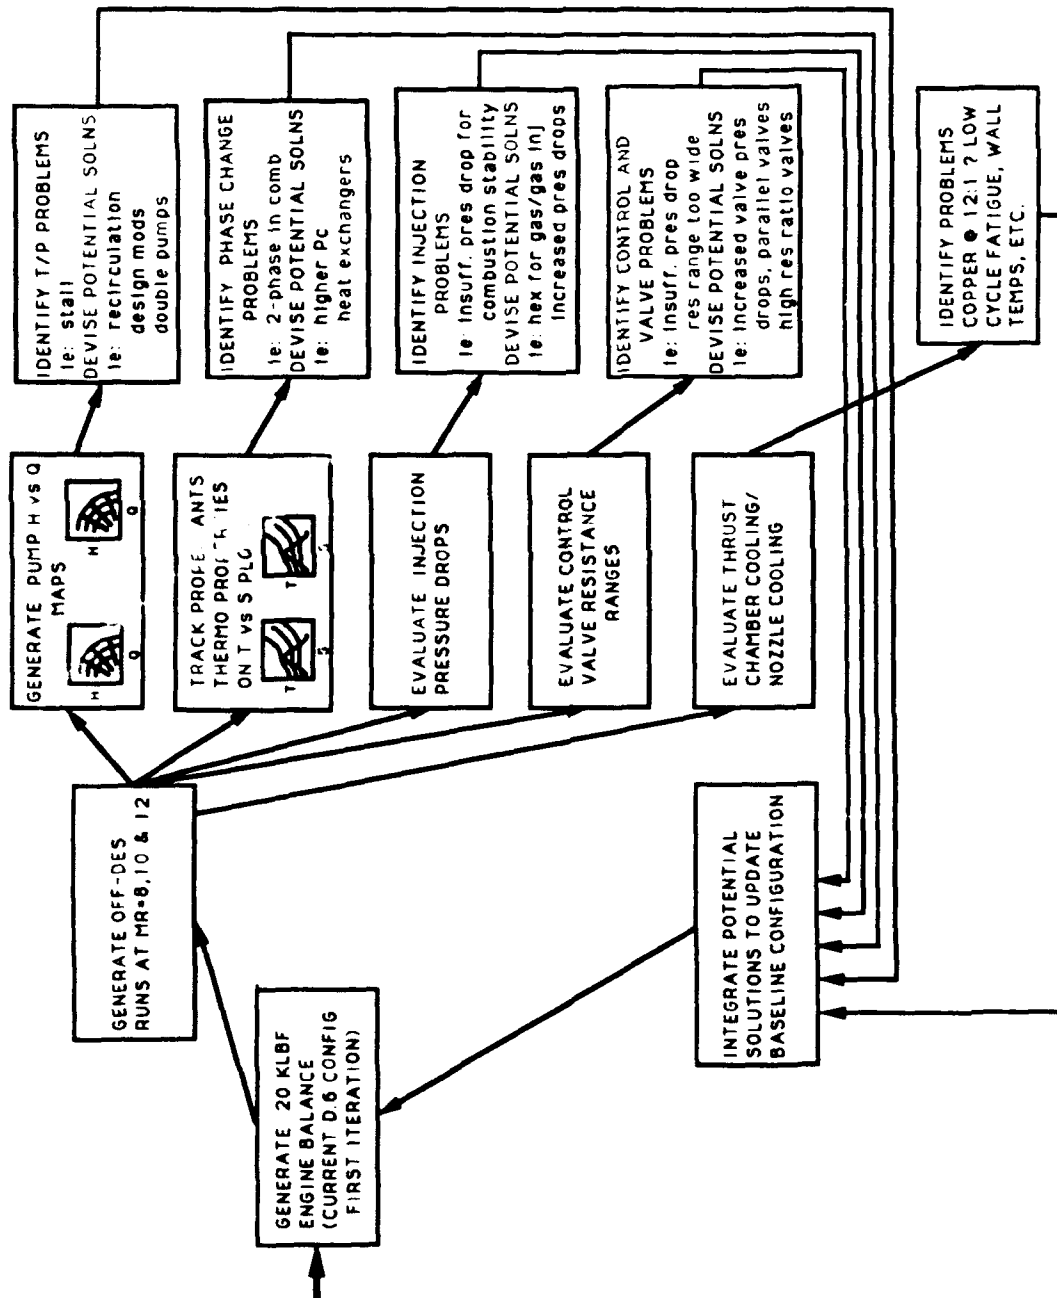 GENERATE 20 KLBF
ENGINE BALANCE
(CURRENT D.6 CONFIG
FIRST ITERATION)
GENERATE OFF-DES
RUNS AT MR=8,10 & 12
GENERATE PUMP H vs Q
MAPS
H
Q
H
Q
TRACK
THERMO
ON T vs S
T
S
T
S
EVALUATE INJECTION
PRESSURE DROPS
EVALUATE CONTROL
VALVE RESISTANCE
RANGES
EVALUATE THRUST
CHAMBER COOLING/
NOZZLE COOLING
IDENTIFY T/P PROBLEMS
ie: stall
DEVISE POTENTIAL SOLNS
ie: recirculation
design mods
double pumps
IDENTIFY PHASE CHANGE
PROBLEMS
ie: 2-phase in comb
DEVISE POTENTIAL SOLNS
ie: higher Pc
heat exchangers
IDENTIFY INJECTION
PROBLEMS
ie: insuff. pres drop for
combustion stability
DEVISE POTENTIAL SOLNS
ie: hex for gas/gas inj
increased pres drops
IDENTIFY CONTROL AND
VALVE PROBLEMS
ie: insuff. pres drop
res range too wide
DEVISE POTENTIAL SOLNS
ie: increased valve pres
drops, parallel valves
high res ratio valves
IDENTIFY PROBLEMS
COPPER @ 12:1 ? LOW
CYCLE FATIGUE, WALL
TEMPS, ETC.
INTEGRATE POTENTIAL
SOLUTIONS TO UPDATE
BASELINE CONFIGURATION